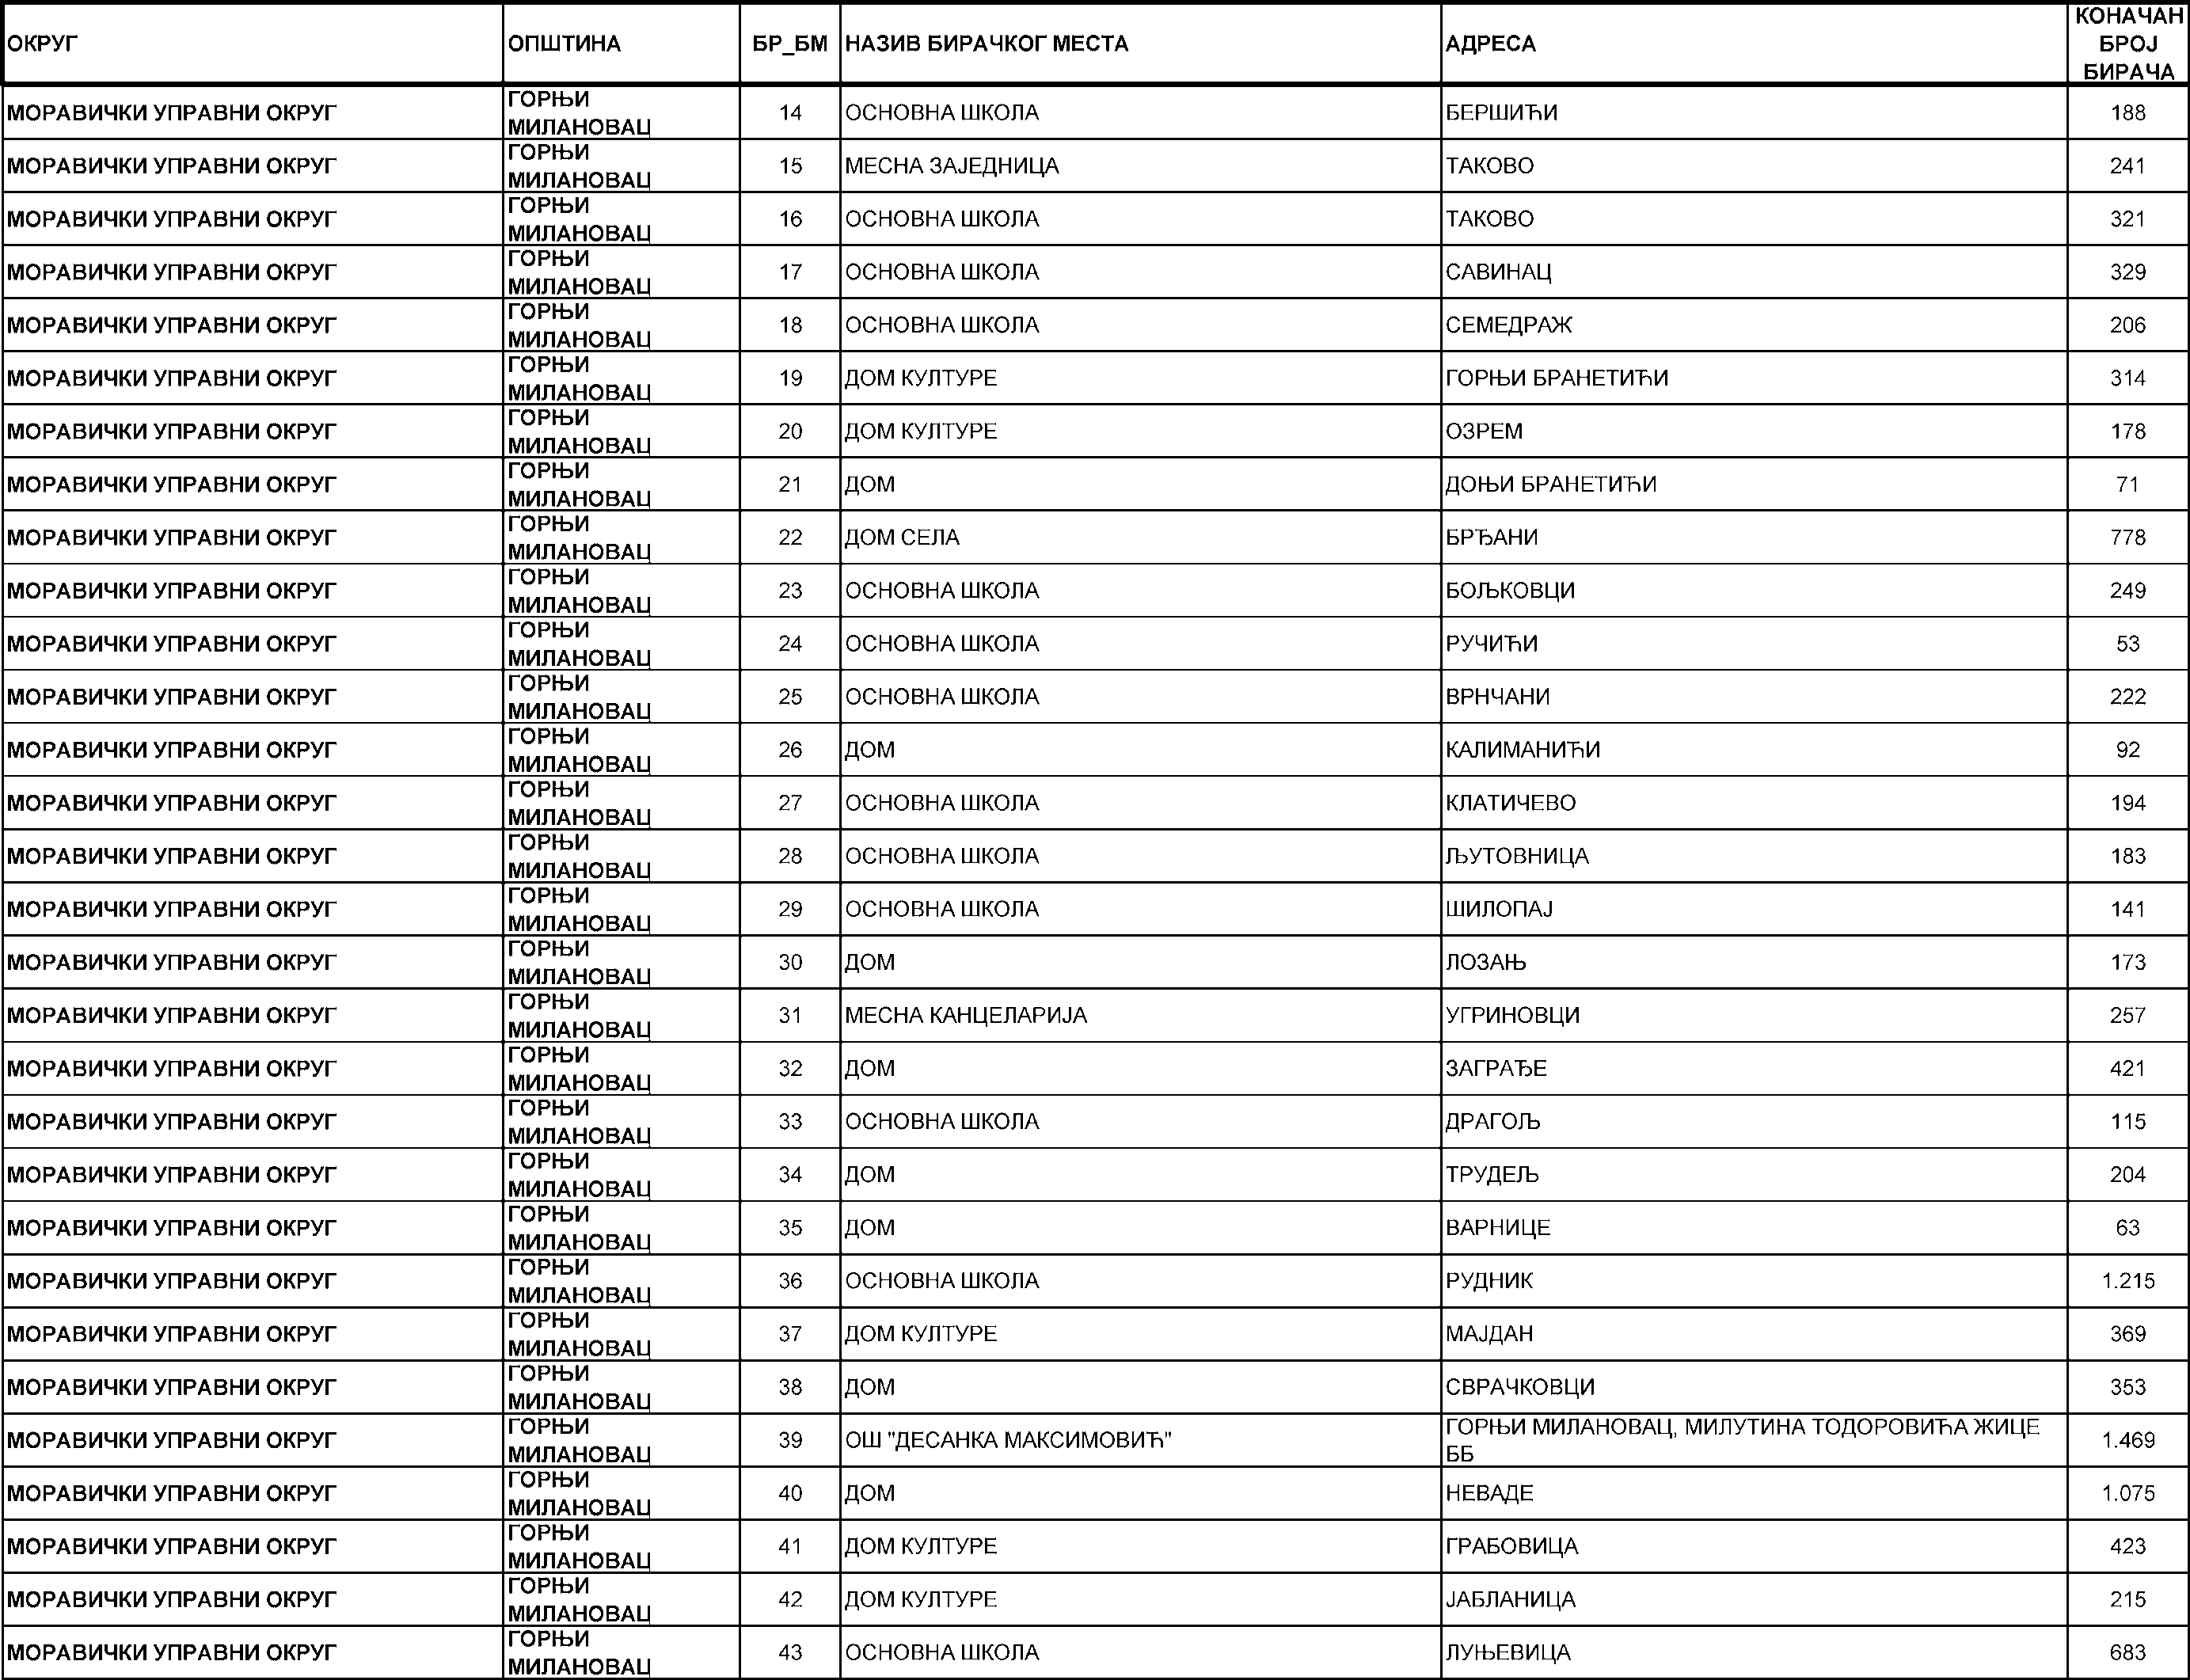 ОКРУГ ОПШТИНА БР_БМ НАЗИВ БИРАЧКОГ МЕСТА АДРЕСА КОНАЧАН БРОЈ БИРАЧА
МОРАВИЧКИ УПРАВНИ ОКРУГ ГОРЊИ МИЛАНОВАЦ 14 ОСНОВНА ШКОЛА БЕРШИЋИ 188
МОРАВИЧКИ УПРАВНИ ОКРУГ ГОРЊИ МИЛАНОВАЦ 15 МЕСНА ЗАЈЕДНИЦА ТАКОВО 241
МОРАВИЧКИ УПРАВНИ ОКРУГ ГОРЊИ МИЛАНОВАЦ 16 ОСНОВНА ШКОЛА ТАКОВО 321
МОРАВИЧКИ УПРАВНИ ОКРУГ ГОРЊИ МИЛАНОВАЦ 17 ОСНОВНА ШКОЛА САВИНАЦ 329
МОРАВИЧКИ УПРАВНИ ОКРУГ ГОРЊИ МИЛАНОВАЦ 18 ОСНОВНА ШКОЛА СЕМЕДРАЖ 206
МОРАВИЧКИ УПРАВНИ ОКРУГ ГОРЊИ МИЛАНОВАЦ 19 ДОМ КУЛТУРЕ ГОРЊИ БРАНЕТИЋИ 314
МОРАВИЧКИ УПРАВНИ ОКРУГ ГОРЊИ МИЛАНОВАЦ 20 ДОМ КУЛТУРЕ ОЗРЕМ 178
МОРАВИЧКИ УПРАВНИ ОКРУГ ГОРЊИ МИЛАНОВАЦ 21 ДОМ ДОЊИ БРАНЕТИЋИ 71
МОРАВИЧКИ УПРАВНИ ОКРУГ ГОРЊИ МИЛАНОВАЦ 22 ДОМ СЕЛА БРЂАНИ 778
МОРАВИЧКИ УПРАВНИ ОКРУГ ГОРЊИ МИЛАНОВАЦ 23 ОСНОВНА ШКОЛА БОЉКОВЦИ 249
МОРАВИЧКИ УПРАВНИ ОКРУГ ГОРЊИ МИЛАНОВАЦ 24 ОСНОВНА ШКОЛА РУЧИЋИ 53
МОРАВИЧКИ УПРАВНИ ОКРУГ ГОРЊИ МИЛАНОВАЦ 25 ОСНОВНА ШКОЛА ВРНЧАНИ 222
МОРАВИЧКИ УПРАВНИ ОКРУГ ГОРЊИ МИЛАНОВАЦ 26 ДОМ КАЛИМАНИЋИ 92
МОРАВИЧКИ УПРАВНИ ОКРУГ ГОРЊИ МИЛАНОВАЦ 27 ОСНОВНА ШКОЛА КЛАТИЧЕВО 194
МОРАВИЧКИ УПРАВНИ ОКРУГ ГОРЊИ МИЛАНОВАЦ 28 ОСНОВНА ШКОЛА ЉУТОВНИЦА 183
МОРАВИЧКИ УПРАВНИ ОКРУГ ГОРЊИ МИЛАНОВАЦ 29 ОСНОВНА ШКОЛА ШИЛОПАЈ 141
МОРАВИЧКИ УПРАВНИ ОКРУГ ГОРЊИ МИЛАНОВАЦ 30 ДОМ ЛОЗАЊ 173
МОРАВИЧКИ УПРАВНИ ОКРУГ ГОРЊИ МИЛАНОВАЦ 31 МЕСНА КАНЦЕЛАРИЈА УГРИНОВЦИ 257
МОРАВИЧКИ УПРАВНИ ОКРУГ ГОРЊИ МИЛАНОВАЦ 32 ДОМ ЗАГРАЂЕ 421
МОРАВИЧКИ УПРАВНИ ОКРУГ ГОРЊИ МИЛАНОВАЦ 33 ОСНОВНА ШКОЛА ДРАГОЉ 115
МОРАВИЧКИ УПРАВНИ ОКРУГ ГОРЊИ МИЛАНОВАЦ 34 ДОМ ТРУДЕЉ 204
МОРАВИЧКИ УПРАВНИ ОКРУГ ГОРЊИ МИЛАНОВАЦ 35 ДОМ ВАРНИЦЕ 63
МОРАВИЧКИ УПРАВНИ ОКРУГ ГОРЊИ МИЛАНОВАЦ 36 ОСНОВНА ШКОЛА РУДНИК 1.215
МОРАВИЧКИ УПРАВНИ ОКРУГ ГОРЊИ МИЛАНОВАЦ 37 ДОМ КУЛТУРЕ МАЈДАН 369
МОРАВИЧКИ УПРАВНИ ОКРУГ ГОРЊИ МИЛАНОВАЦ 38 ДОМ СВРАЧКОВЦИ 353
МОРАВИЧКИ УПРАВНИ ОКРУГ ГОРЊИ МИЛАНОВАЦ 39 ОШ "ДЕСАНКА МАКСИМОВИЋ" ГОРЊИ МИЛАНОВАЦ, МИЛУТИНА ТОДОРОВИЋА ЖИЦЕ ББ 1.469
МОРАВИЧКИ УПРАВНИ ОКРУГ ГОРЊИ МИЛАНОВАЦ 40 ДОМ НЕВАДЕ 1.075
МОРАВИЧКИ УПРАВНИ ОКРУГ ГОРЊИ МИЛАНОВАЦ 41 ДОМ КУЛТУРЕ ГРАБОВИЦА 423
МОРАВИЧКИ УПРАВНИ ОКРУГ ГОРЊИ МИЛАНОВАЦ 42 ДОМ КУЛТУРЕ ЈАБЛАНИЦА 215
МОРАВИЧКИ УПРАВНИ ОКРУГ ГОРЊИ МИЛАНОВАЦ 43 ОСНОВНА ШКОЛА ЛУЊЕВИЦА 683